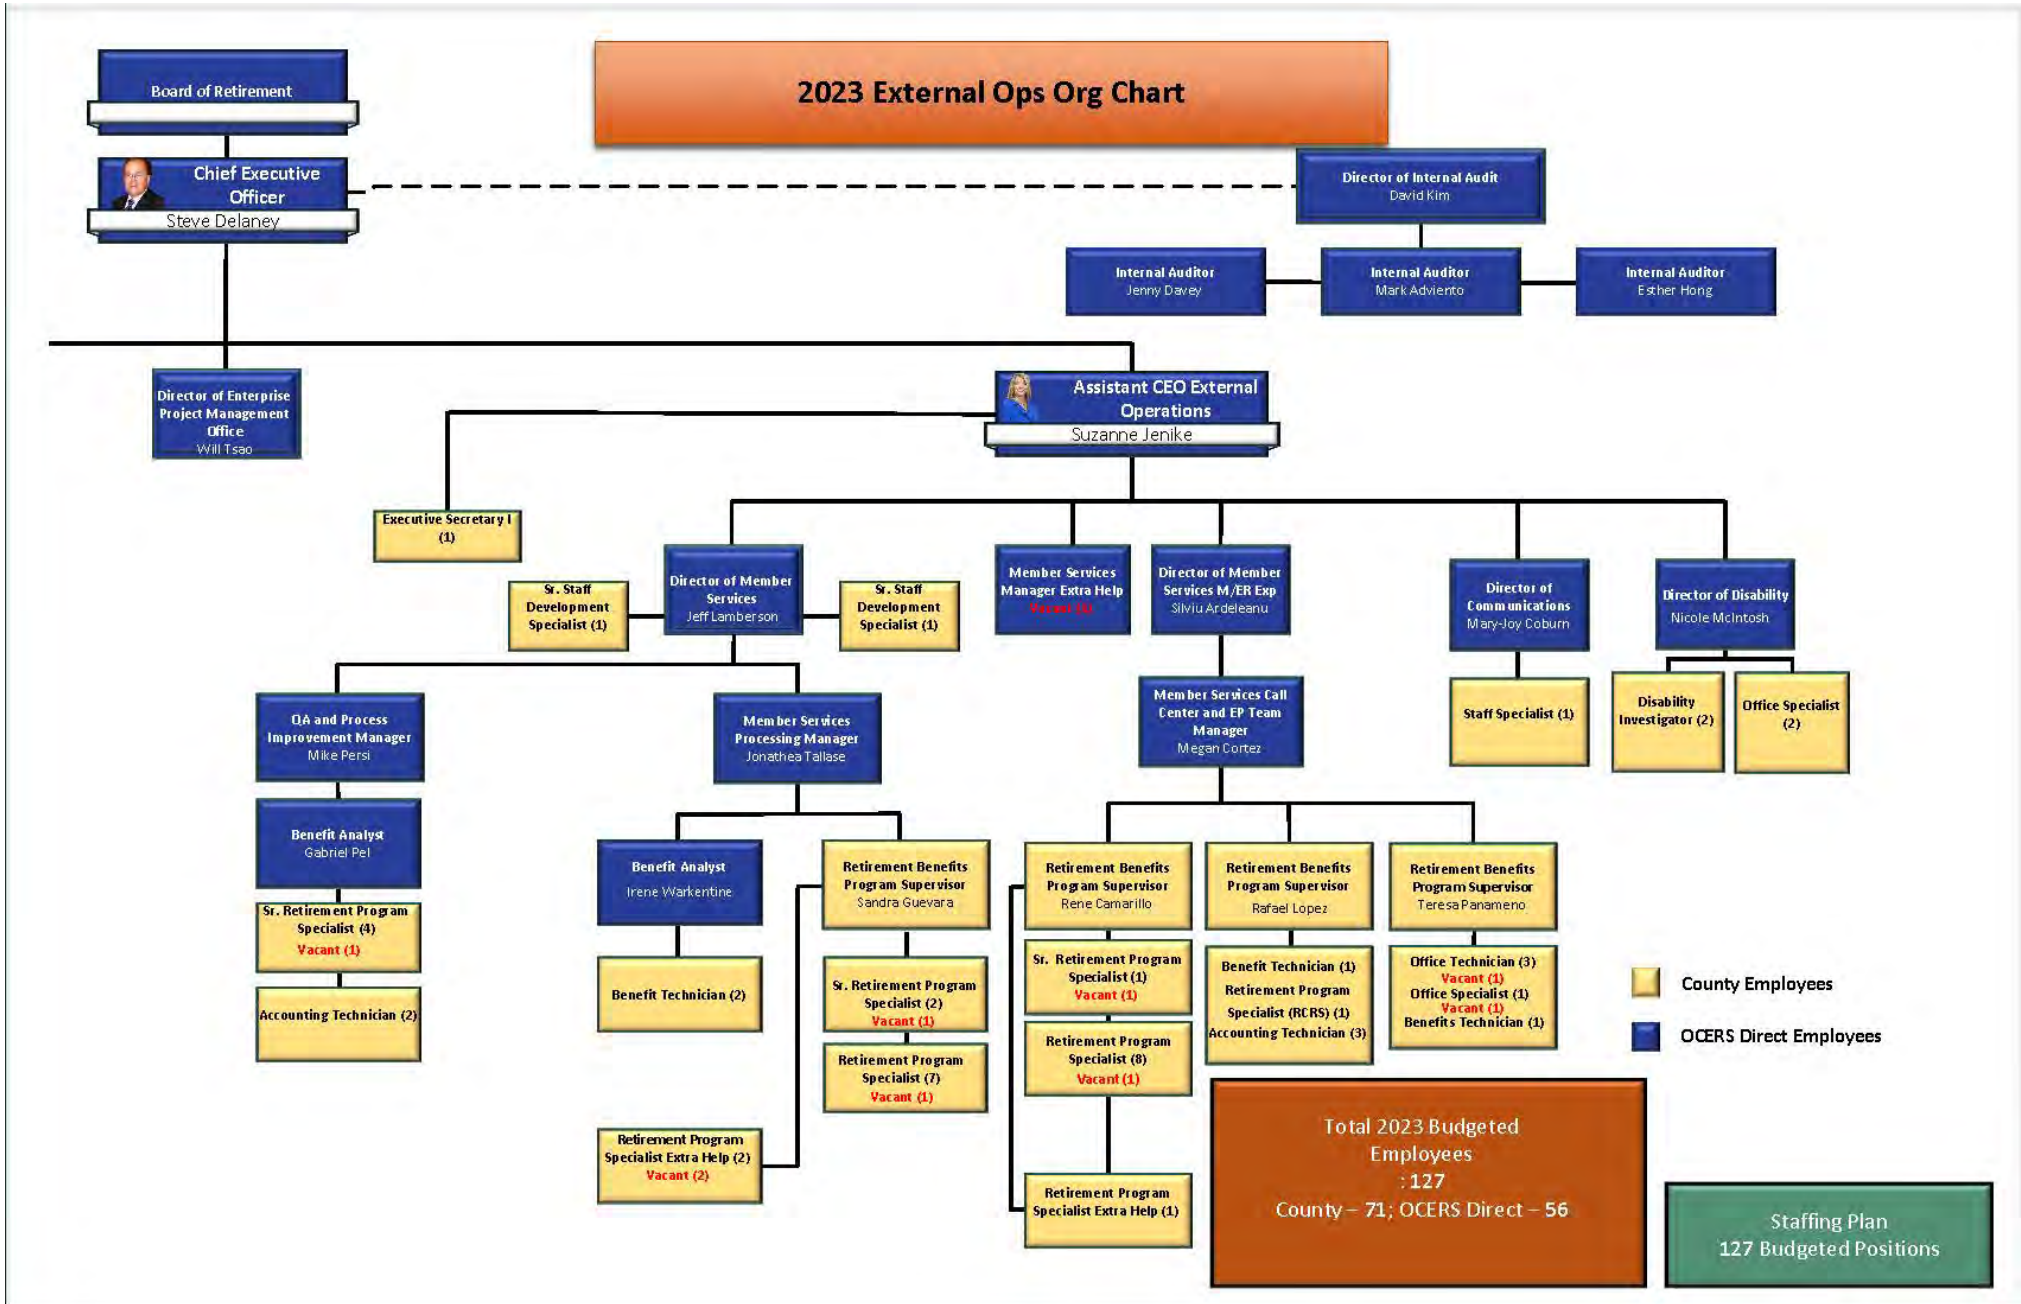 2023 External Ops Org Chart
Board of Retirement
Chief Executive
Officer
Steve Delaney
Director of Internal Audit
David Kim
Internal Auditor
Jenny Davey
Internal Auditor
Mark Adviento
Internal Auditor
Esther Hong
Director of Enterprise
Project Management
Office
Will Tsao
Assistant CEO External
Operations
Suzanne Jenike
Executive Secretary I
(1)
Sr. Staff
Development
Specialist (1)
Director of Member
Services
Jeff Lamberson
Sr. Staff
Development
Specialist (1)
Member Services
Manager Extra Help
Vacant
Director of Member
Services M/ER Exp
Silviu Ardeleanu
Director of
Communications
Mary-Joy Coburn
Director of Disability
Nicole McIntosh
QA and Process
Improvement Manager
Mike Persi
Member Services
Processing Manager
Jonathea Tallase
Member Services Call
Center and EP Team
Manager
Megan Cortez
Staff Specialist (1)
Disability
Investigator (2)
Office Specialist
(2)
Benefit Analyst
Gabriel Pel
Benefit Analyst
Irene Warkentine
Retirement Benefits
Program Supervisor
Sandra Guevara
Retirement Benefits
Program Supervisor
Rene Camarillo
Retirement Benefits
Program Supervisor
Rafael Lopez
Retirement Benefits
Program Supervisor
Teresa Panameno
Sr. Retirement Program
Specialist (4)
Vacant (1)
Accounting Technician (2)
Benefit Technician (2)
Sr. Retirement Program
Specialist (2)
Vacant (1)
Retirement Program
Specialist (7)
Vacant (1)
Retirement Program
Specialist Extra Help (2)
Vacant (2)
Sr. Retirement Program
Specialist (1)
Vacant (1)
Retirement Program
Specialist (8)
Vacant (1)
Retirement Program
Specialist Extra Help (1)
Benefit Technician (1)
Retirement Program
Specialist (RCRS) (1)
Accounting Technician (3)
Office Technician (3)
Vacant (1)
Office Specialist (1)
Vacant (1)
Benefits Technician (1)
County Employees
OCERS Direct Employees
Total 2023 Budgeted
Employees
: 127
County – 71; OCERS Direct – 56
Staffing Plan
127 Budgeted Positions